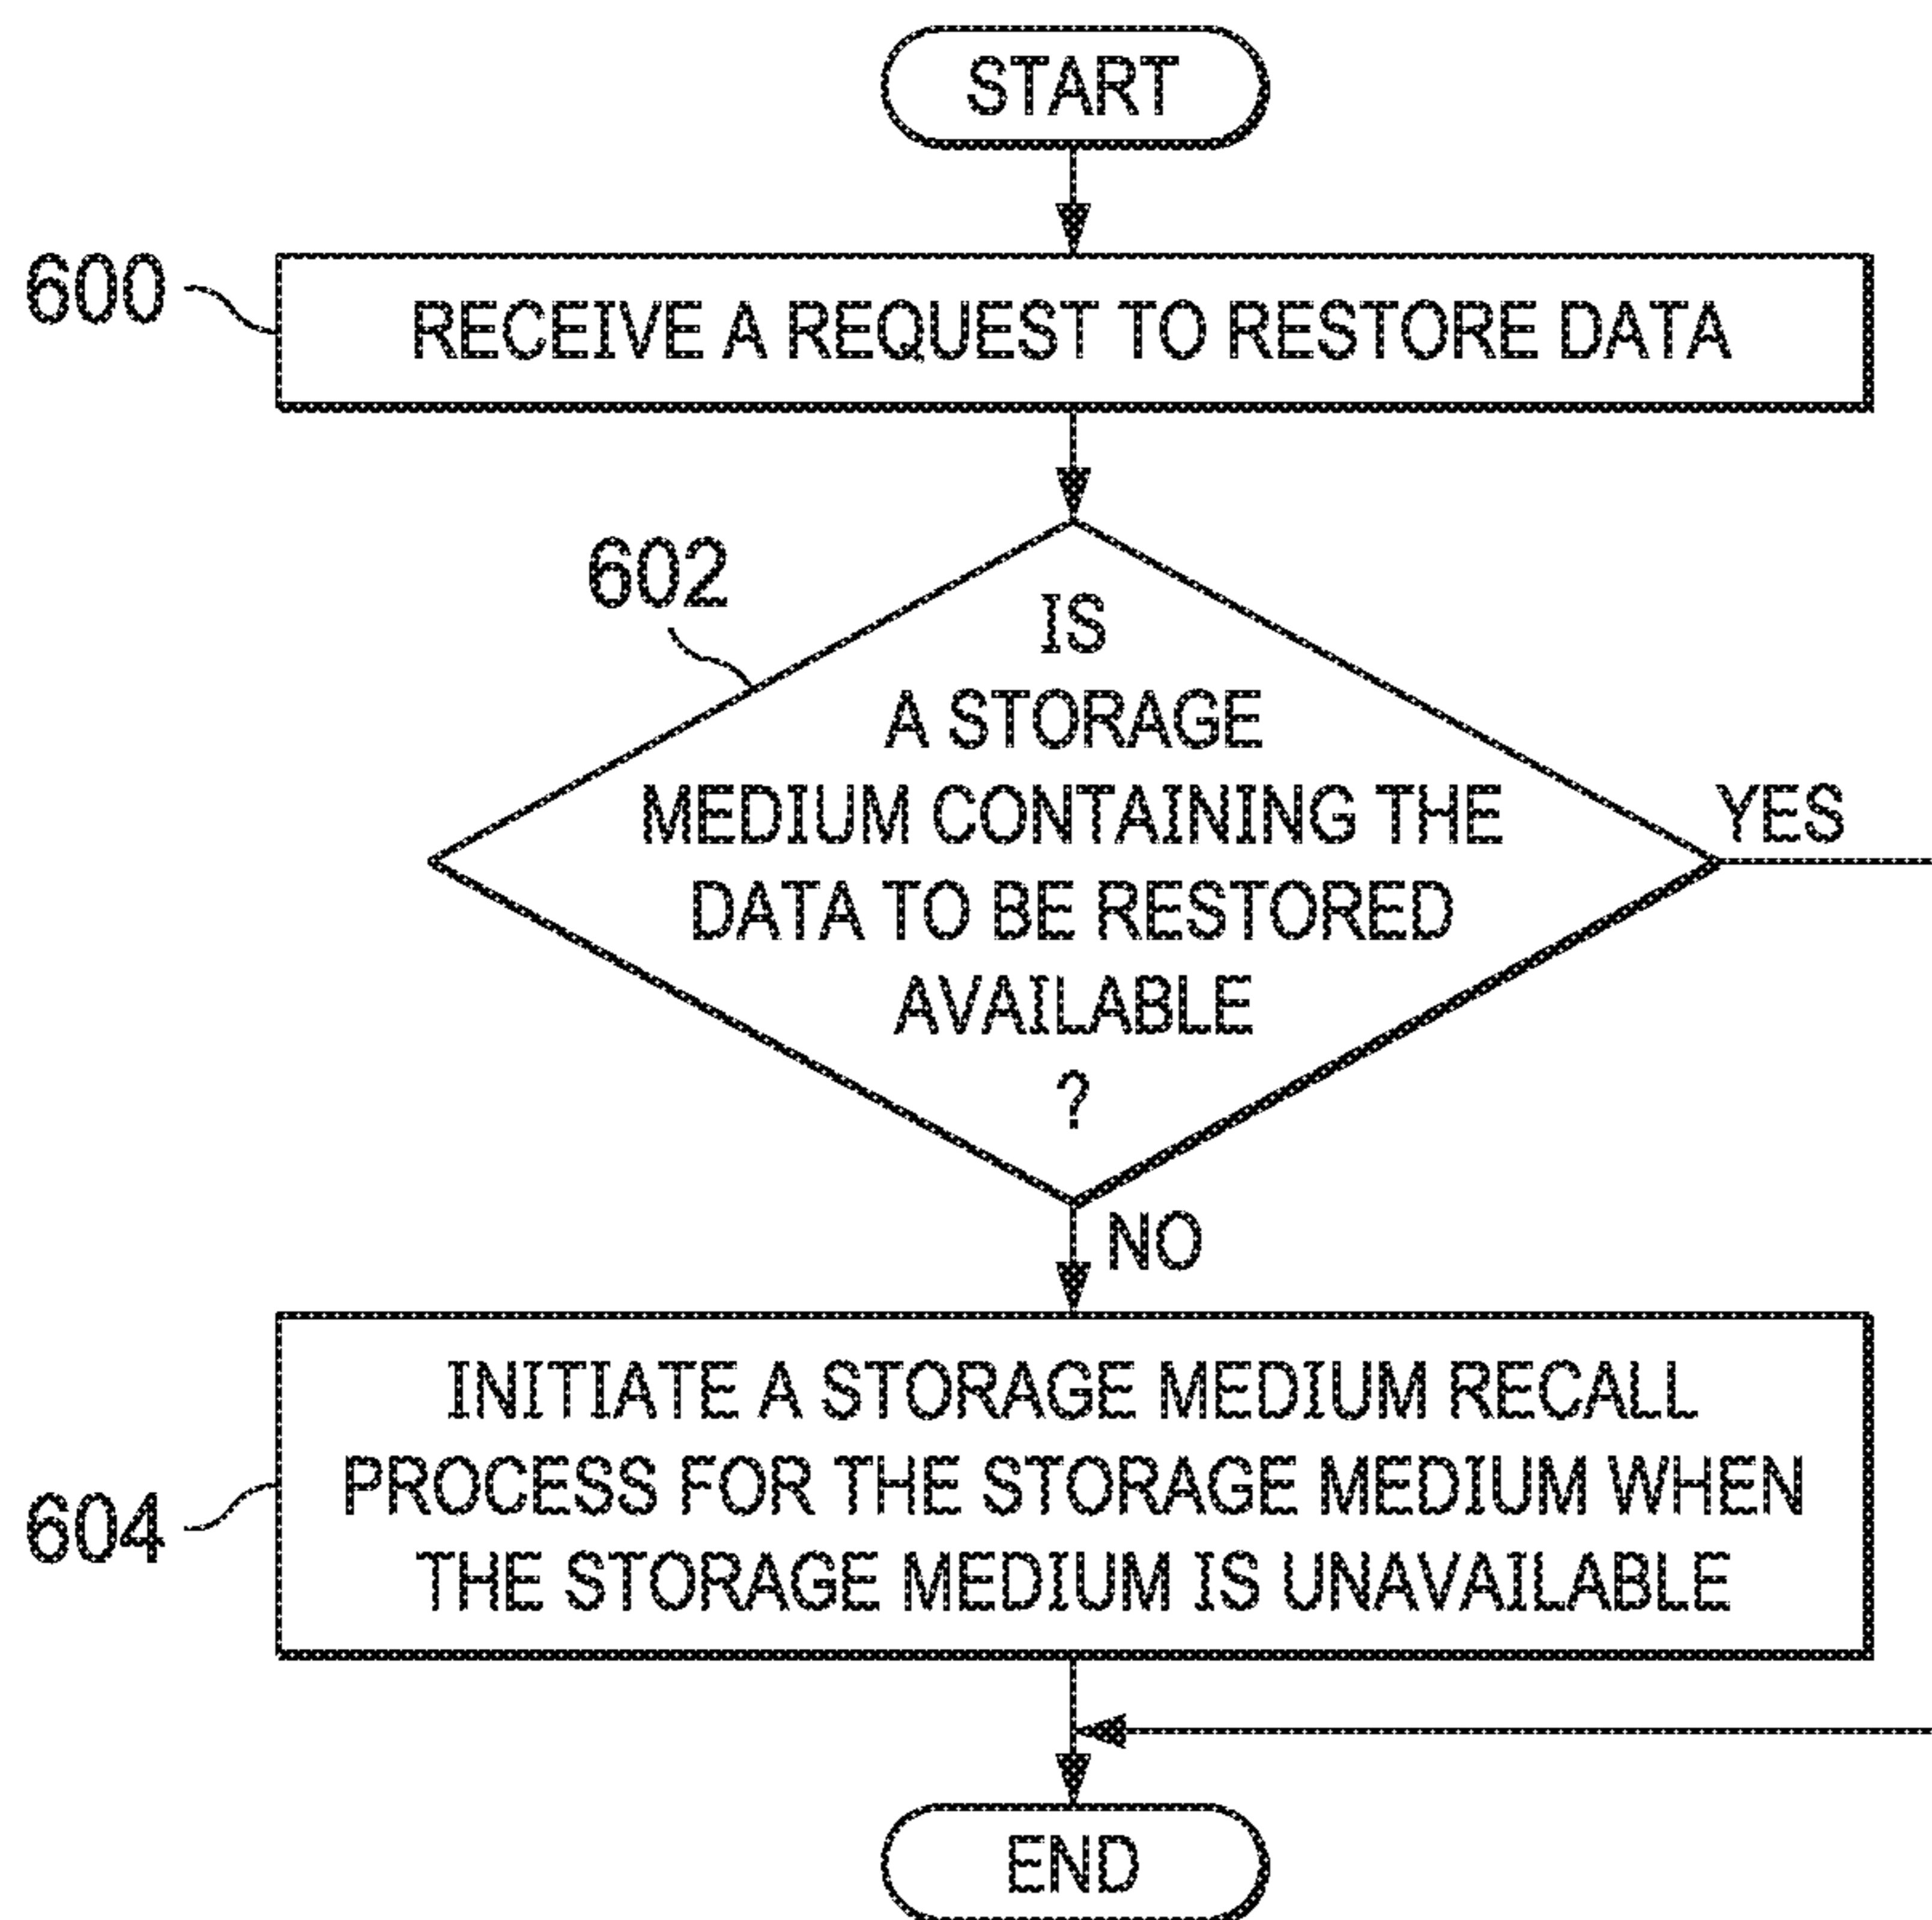 START
600
RECEIVE A REQUEST TO RESTORE DATA
602
IS
A STORAGE
MEDIUM CONTAINING THE
DATA TO BE RESTORED
AVAILABLE
?
YES
NO
604
INITIATE A STORAGE MEDIUM RECALL
PROCESS FOR THE STORAGE MEDIUM WHEN
THE STORAGE MEDIUM IS UNAVAILABLE
END